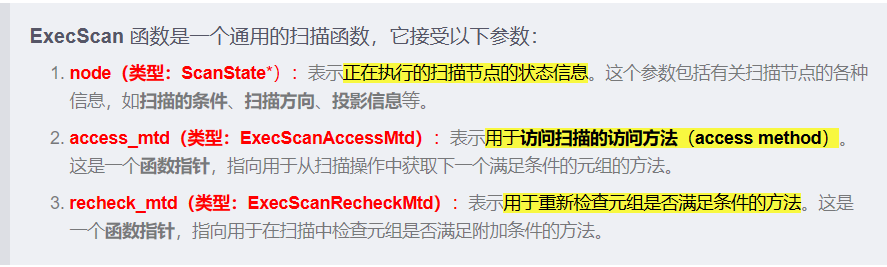 ExecScan 函数是一个通用的扫描函数，它接受以下参数：
1. node（类型：ScanState*）：表示正在执行的扫描节点的状态信息。这个参数包括有关扫描节点的各种
信息，如扫描的条件、扫描方向、投影信息等。
2. access_mtd（类型：ExecScanAccessMtd）：表示用于访问扫描的访问方法（access method）。
这是一个函数指针，指向用于从扫描操作中获取下一个满足条件的元组的方法。
3. recheck_mtd（类型：ExecScanRecheckMtd）：表示用于重新检查元组是否满足条件的方法。这是
一个函数指针，指向用于在扫描中检查元组是否满足附加条件的方法。